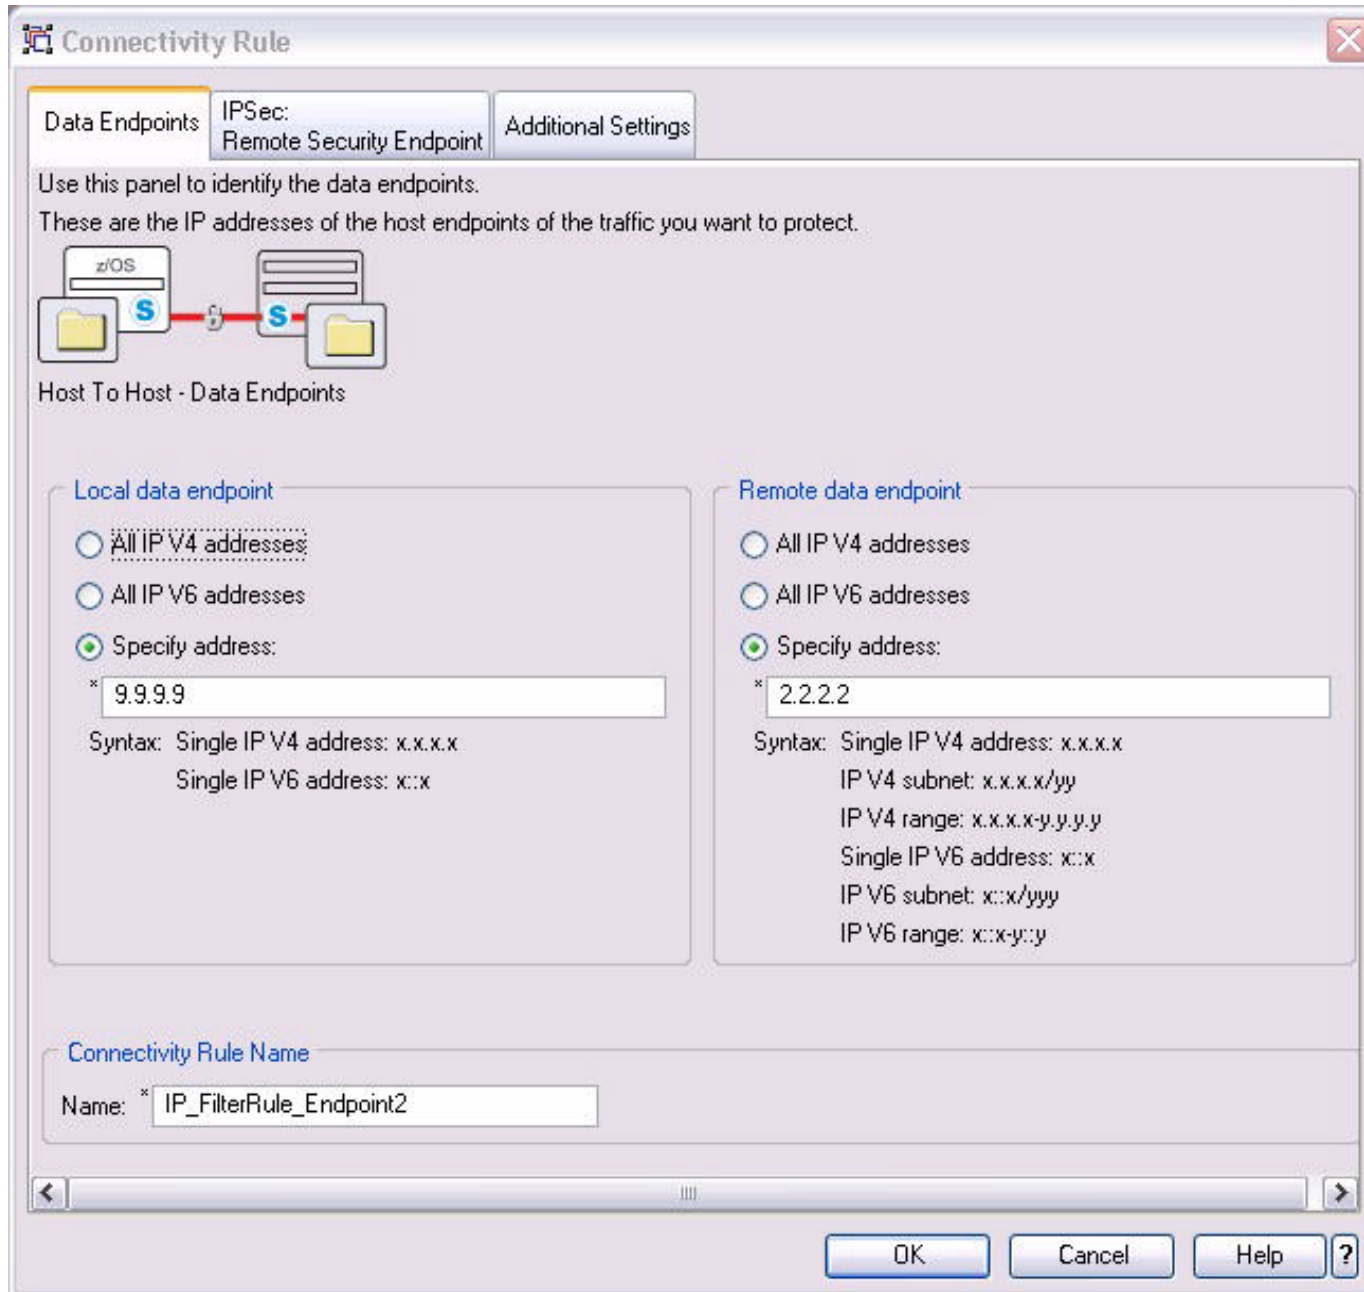 Connectivity Rule
Data Endpoints
IPSec:
Remote Security Endpoint
Additional Settings
Use this panel to identify the data endpoints.
These are the IP addresses of the host endpoints of the traffic you want to protect.
z/OS
S
S
Host To Host - Data Endpoints
Local data endpoint
All IP V4 addresses
All IP V6 addresses
Specify address:
* 9.9.9.9
Syntax: Single IP V4 address: x.x.x.x
Single IP V6 address: x::x
Remote data endpoint
All IP V4 addresses
All IP V6 addresses
Specify address:
* 2.2.2.2
Syntax: Single IP V4 address: x.x.x.x
IP V4 subnet: x.x.x.x/yy
IP V4 range: x.x.x.x-y.y.y.y
Single IP V6 address: x::x
IP V6 subnet: x::x/yyy
IP V6 range: x::x-y::y
Connectivity Rule Name
Name: * IP_FilterRule_Endpoint2
OK Cancel Help ?